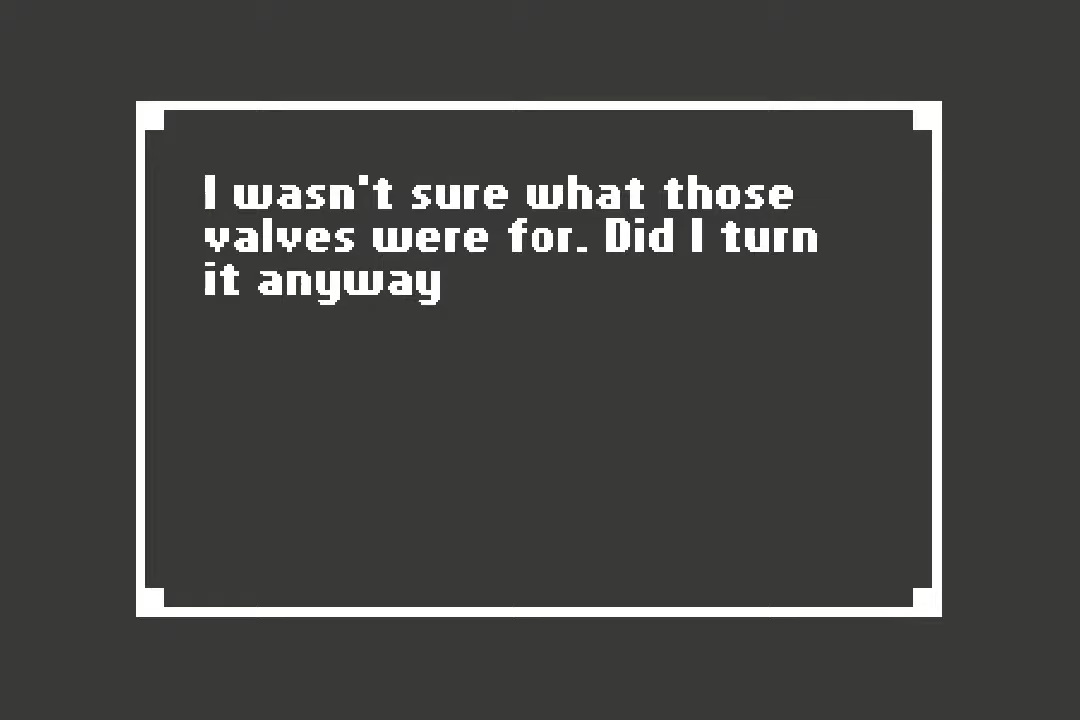 I wasn't sure what those
valves were for. Did I turn
it anyway